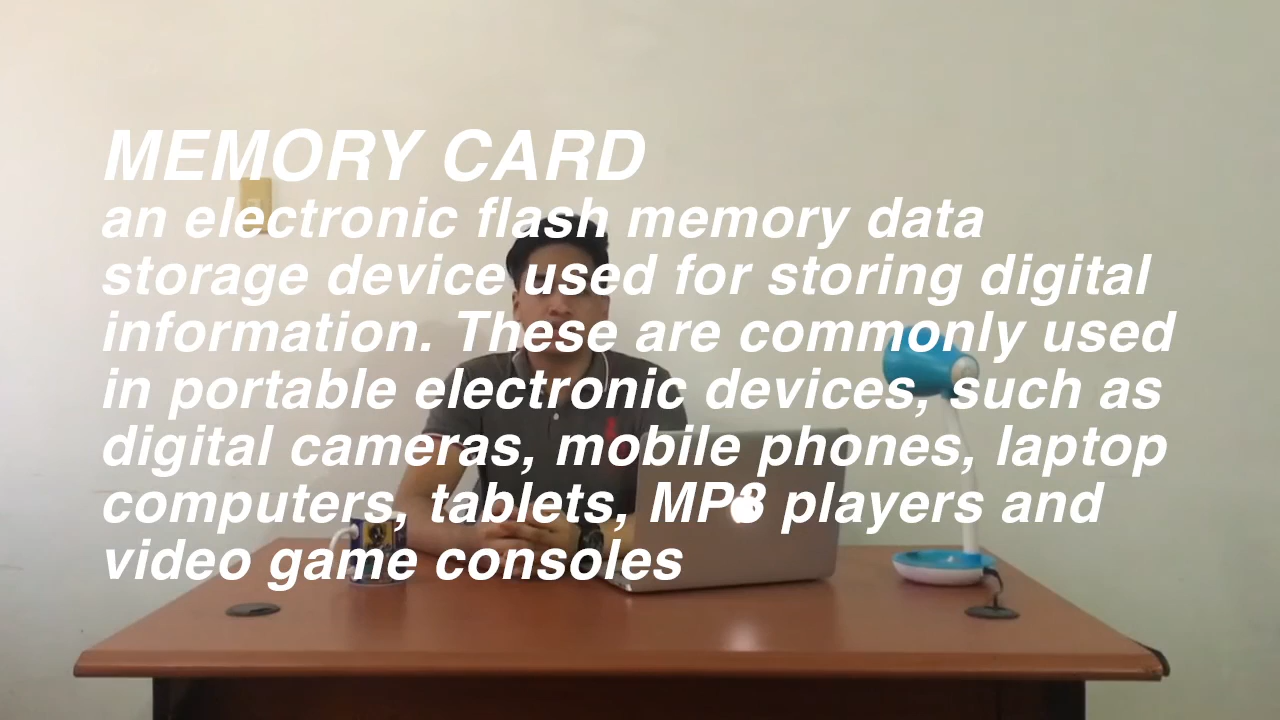 MEMORY CARD
an electronic flash memory data
storage device used for storing digital
information. These are commonly used
in portable electronic devices, such as
digital cameras, mobile phones, laptop
computers, tablets, MP3 players and
video game consoles